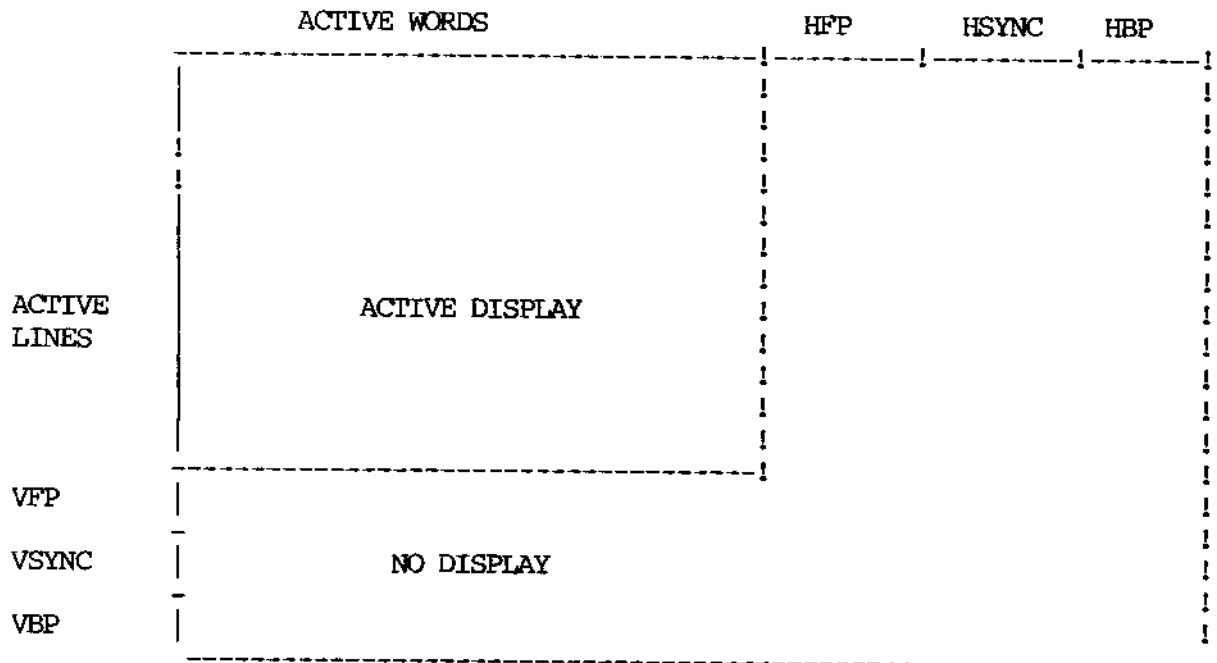 ACTIVE WORDS HFP HSYNC HBP
ACTIVE ACTIVE DISPLAY
LINES
VFP
VSYNC NO DISPLAY
VBP